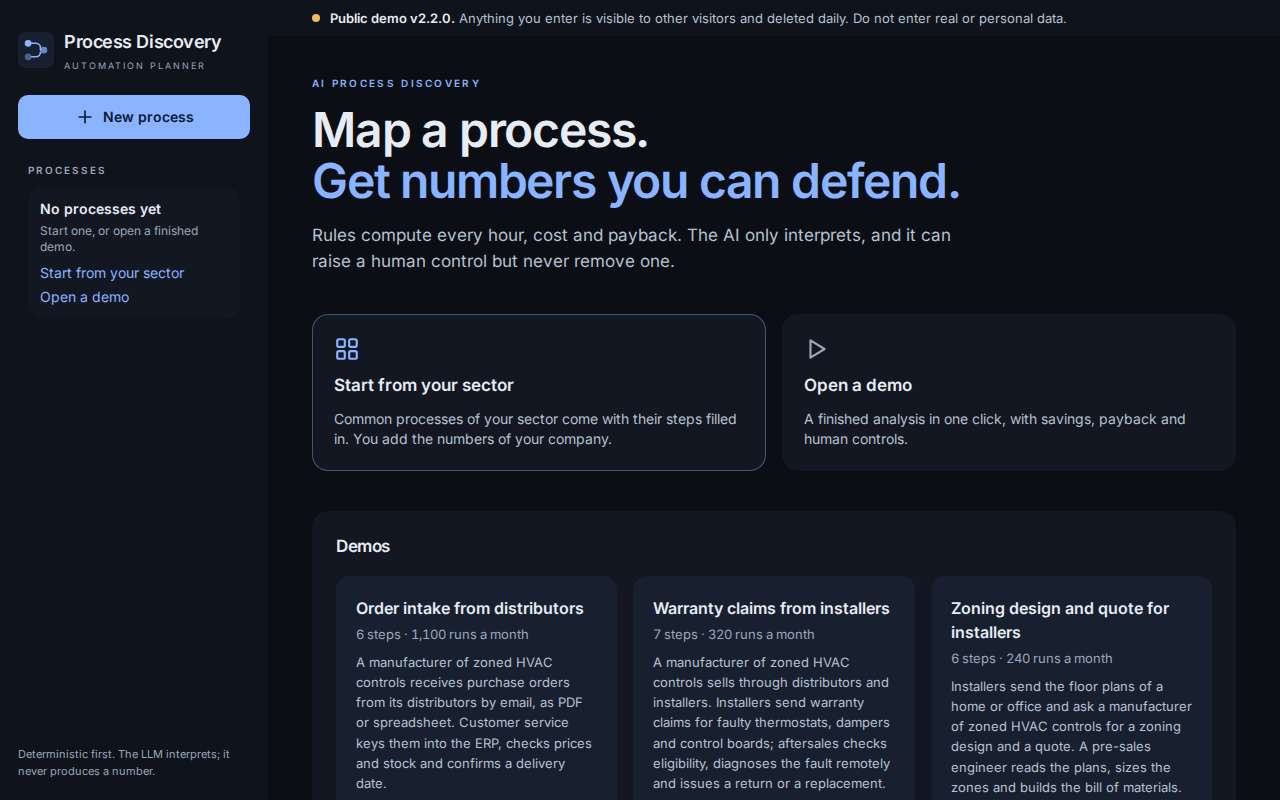 Process Discovery
AUTOMATION PLANNER
New process
PROCESSES
No processes yet
Start one, or open a finished
demo.
Start from your sector
Open a demo
Deterministic first. The LLM interprets; it
never produces a number.
Public demo v2.2.0. Anything you enter is visible to other visitors and deleted daily. Do not enter real or personal data.
AI PROCESS DISCOVERY
Map a process.
Get numbers you can defend.
Rules compute every hour, cost and payback. The AI only interprets, and it can
raise a human control but never remove one.
Start from your sector
Common processes of your sector come with their steps filled
in. You add the numbers of your company.
Open a demo
A finished analysis in one click, with savings, payback and
human controls.
Demos
Order intake from distributors
6 steps · 1,100 runs a month
A manufacturer of zoned HVAC
controls receives purchase orders
from its distributors by email, as PDF
or spreadsheet. Customer service
keys them into the ERP, checks prices
and stock and confirms a delivery
date.
Warranty claims from installers
7 steps · 320 runs a month
A manufacturer of zoned HVAC
controls sells through distributors and
installers. Installers send warranty
claims for faulty thermostats, dampers
and control boards; aftersales checks
eligibility, diagnoses the fault remotely
and issues a return or a replacement.
Zoning design and quote for
installers
6 steps · 240 runs a month
Installers send the floor plans of a
home or office and ask a manufacturer
of zoned HVAC controls for a zoning
design and a quote. A pre-sales
engineer reads the plans, sizes the
zones and builds the bill of materials.